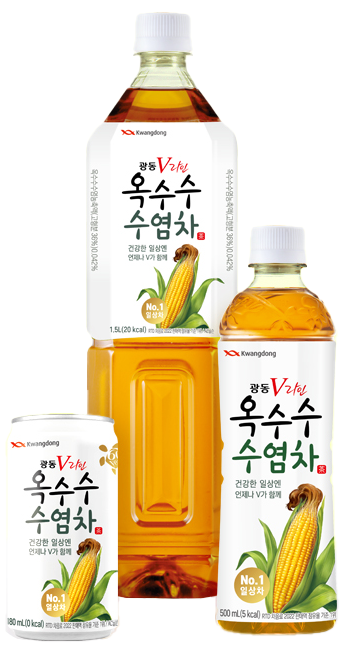 Kwangdong
광동 V라인
옥수수
수염차
건강한 일상엔
언제나 V가 함께
No.1
일상차
1.5L(20 kcal)
Kwangdong
광동 V라인
옥수수
수염차
건강한 일상엔
언제나 V가 함께
No.1
일상차
500 mL(5 kcal)
Kwangdong
광동 V라인
옥수수
수염차
건강한 일상엔
언제나 V가 함께
No.1
일상차
(0 kcal)